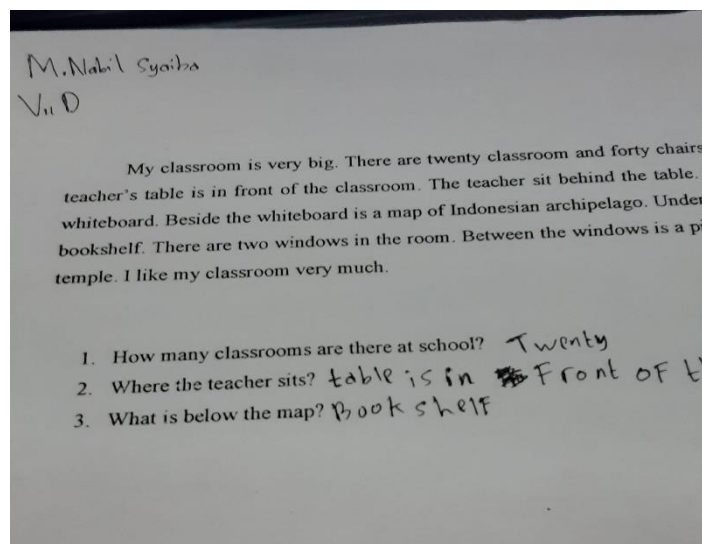 M. Nabil Syaiba
VII D
My classroom is very big. There are twenty classroom and forty chairs
teacher's table is in front of the classroom. The teacher sit behind the table.
whiteboard. Beside the whiteboard is a map of Indonesian archipelago. Under
bookshelf. There are two windows in the room. Between the windows is a
temple. I like my classroom very much.
1. How many classrooms are there at school? Twenty
2. Where the teacher sits? table is in Front OF
3. What is below the map? Book shelf